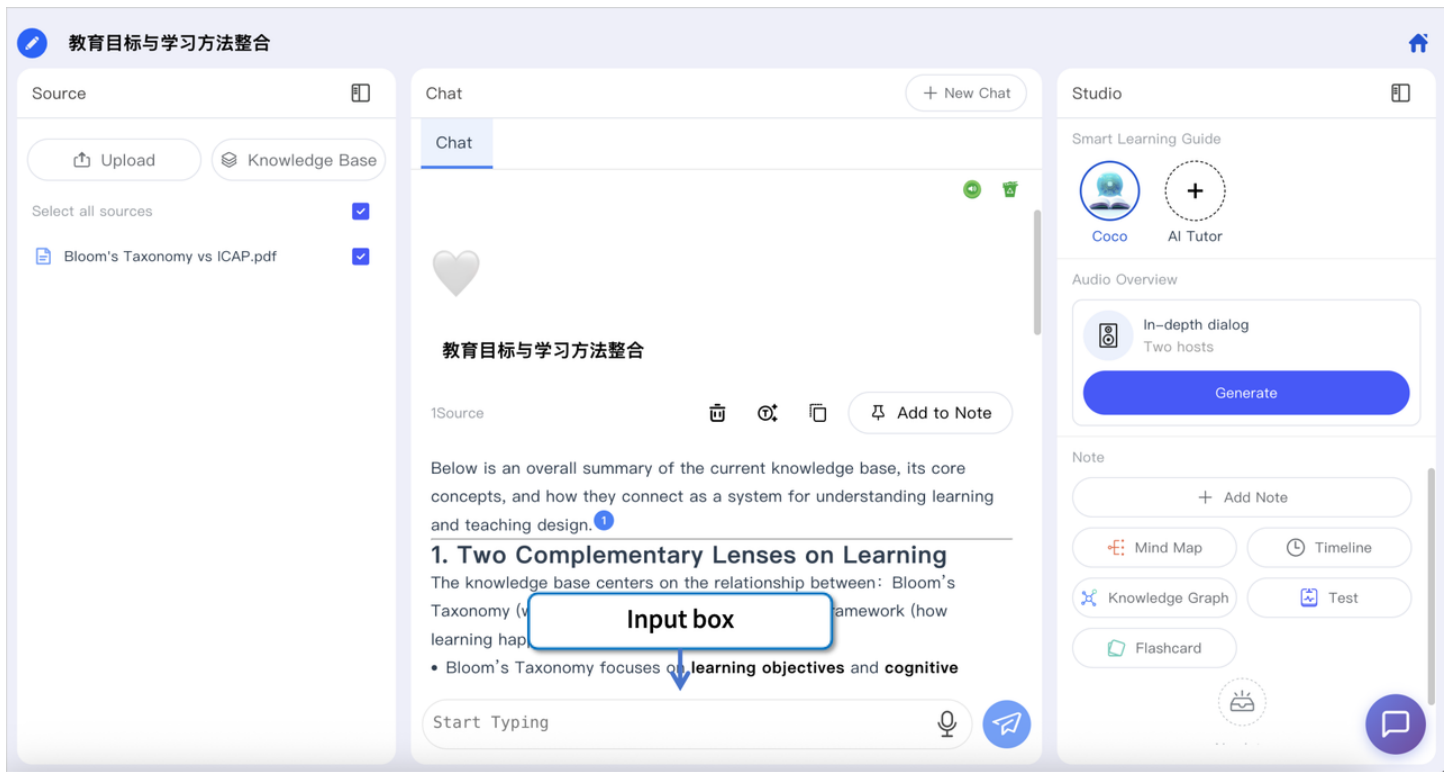 教育目标与学习方法整合
Source
Upload
Knowledge Base
Select all sources
Bloom's Taxonomy vs ICAP.pdf
Chat
+ New Chat
Chat
教育目标与学习方法整合
1Source
Add to Note
Below is an overall summary of the current knowledge base, its core
concepts, and how they connect as a system for understanding learning
and teaching design. 1
1. Two Complementary Lenses on Learning
The knowledge base centers on the relationship between: Bloom's
Taxonomy (
Input box
amework (how
learning hap
• Bloom's Taxonomy focuses on learning objectives and cognitive
Start Typing
Studio
Smart Learning Guide
Coco
AI Tutor
Audio Overview
In-depth dialog
Two hosts
Generate
Note
+ Add Note
Mind Map
Timeline
Knowledge Graph
Test
Flashcard